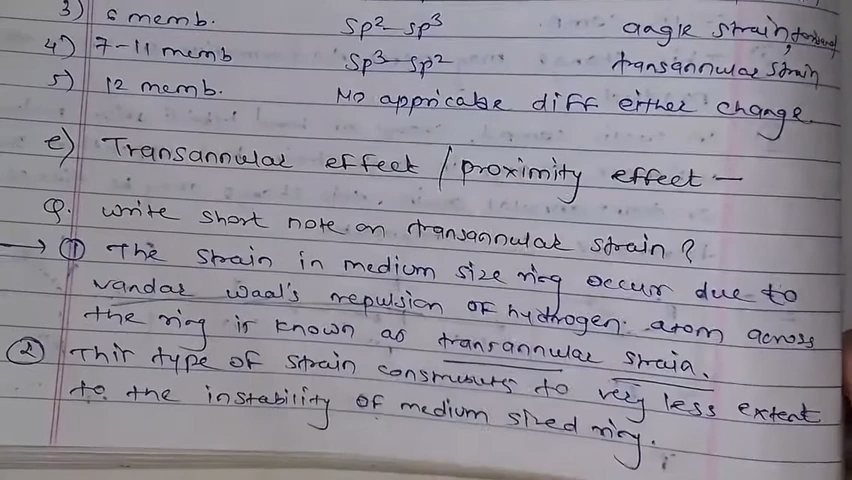 3) 6 memb. sp²-sp³ angle strain,
4) 7-11 memb sp³-sp² transannular strain
5) 12 memb. No appricable diff either change.
e) Transannular effect / proximity effect —
Q. write short note on transannular strain?
→ ① The strain in medium size ring occurr due to
vandar waal's repulsion of hydrogen. atom across
the ring is known as transannular strain.
② This type of strain to very less extent
to the instability of medium sized ring.